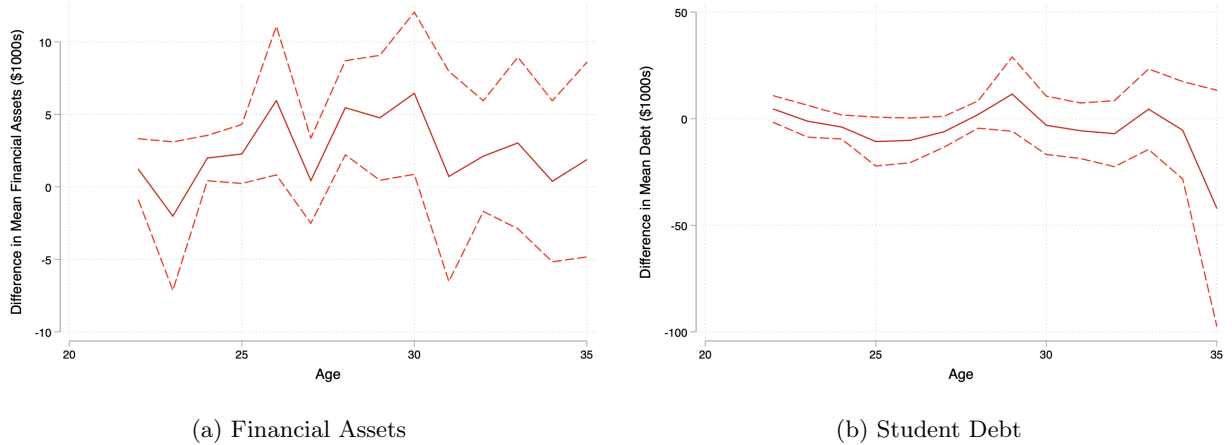 Difference in Mean Financial Assets ($1000s)
10
5
0
-5
-10
20
25
30
35
Age
(a) Financial Assets
Difference in Mean Debt ($1000s)
50
0
-50
-100
20
25
30
35
Age
(b) Student Debt